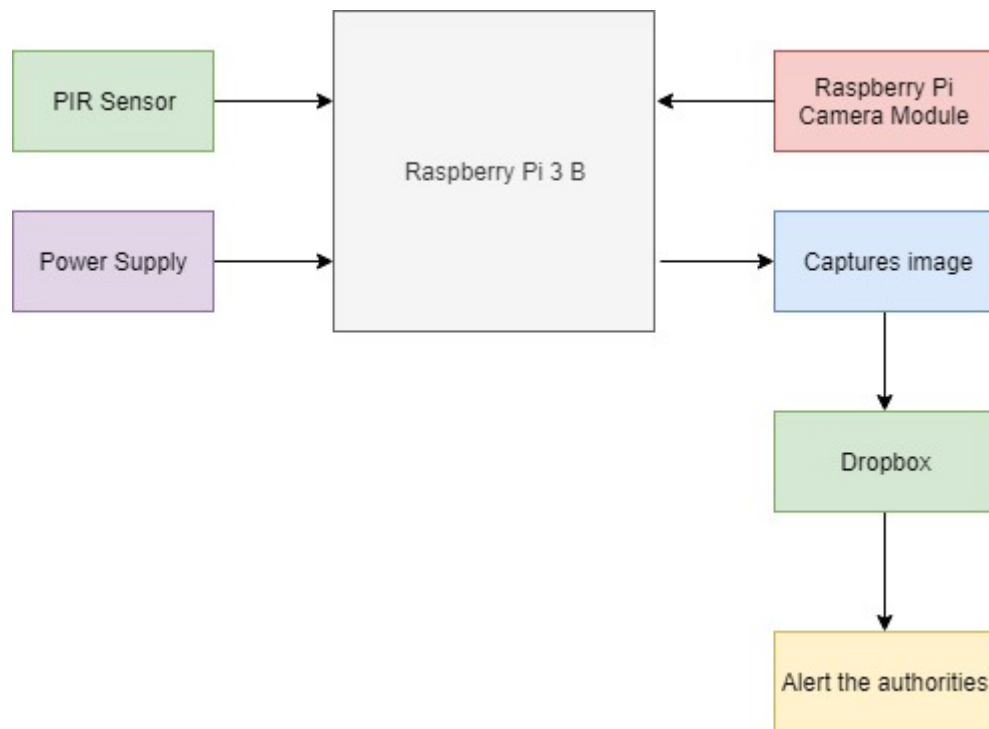 PIR Sensor
Raspberry Pi 3 B
Raspberry Pi
Camera Module
Power Supply
Captures image
Dropbox
Alert the authorities